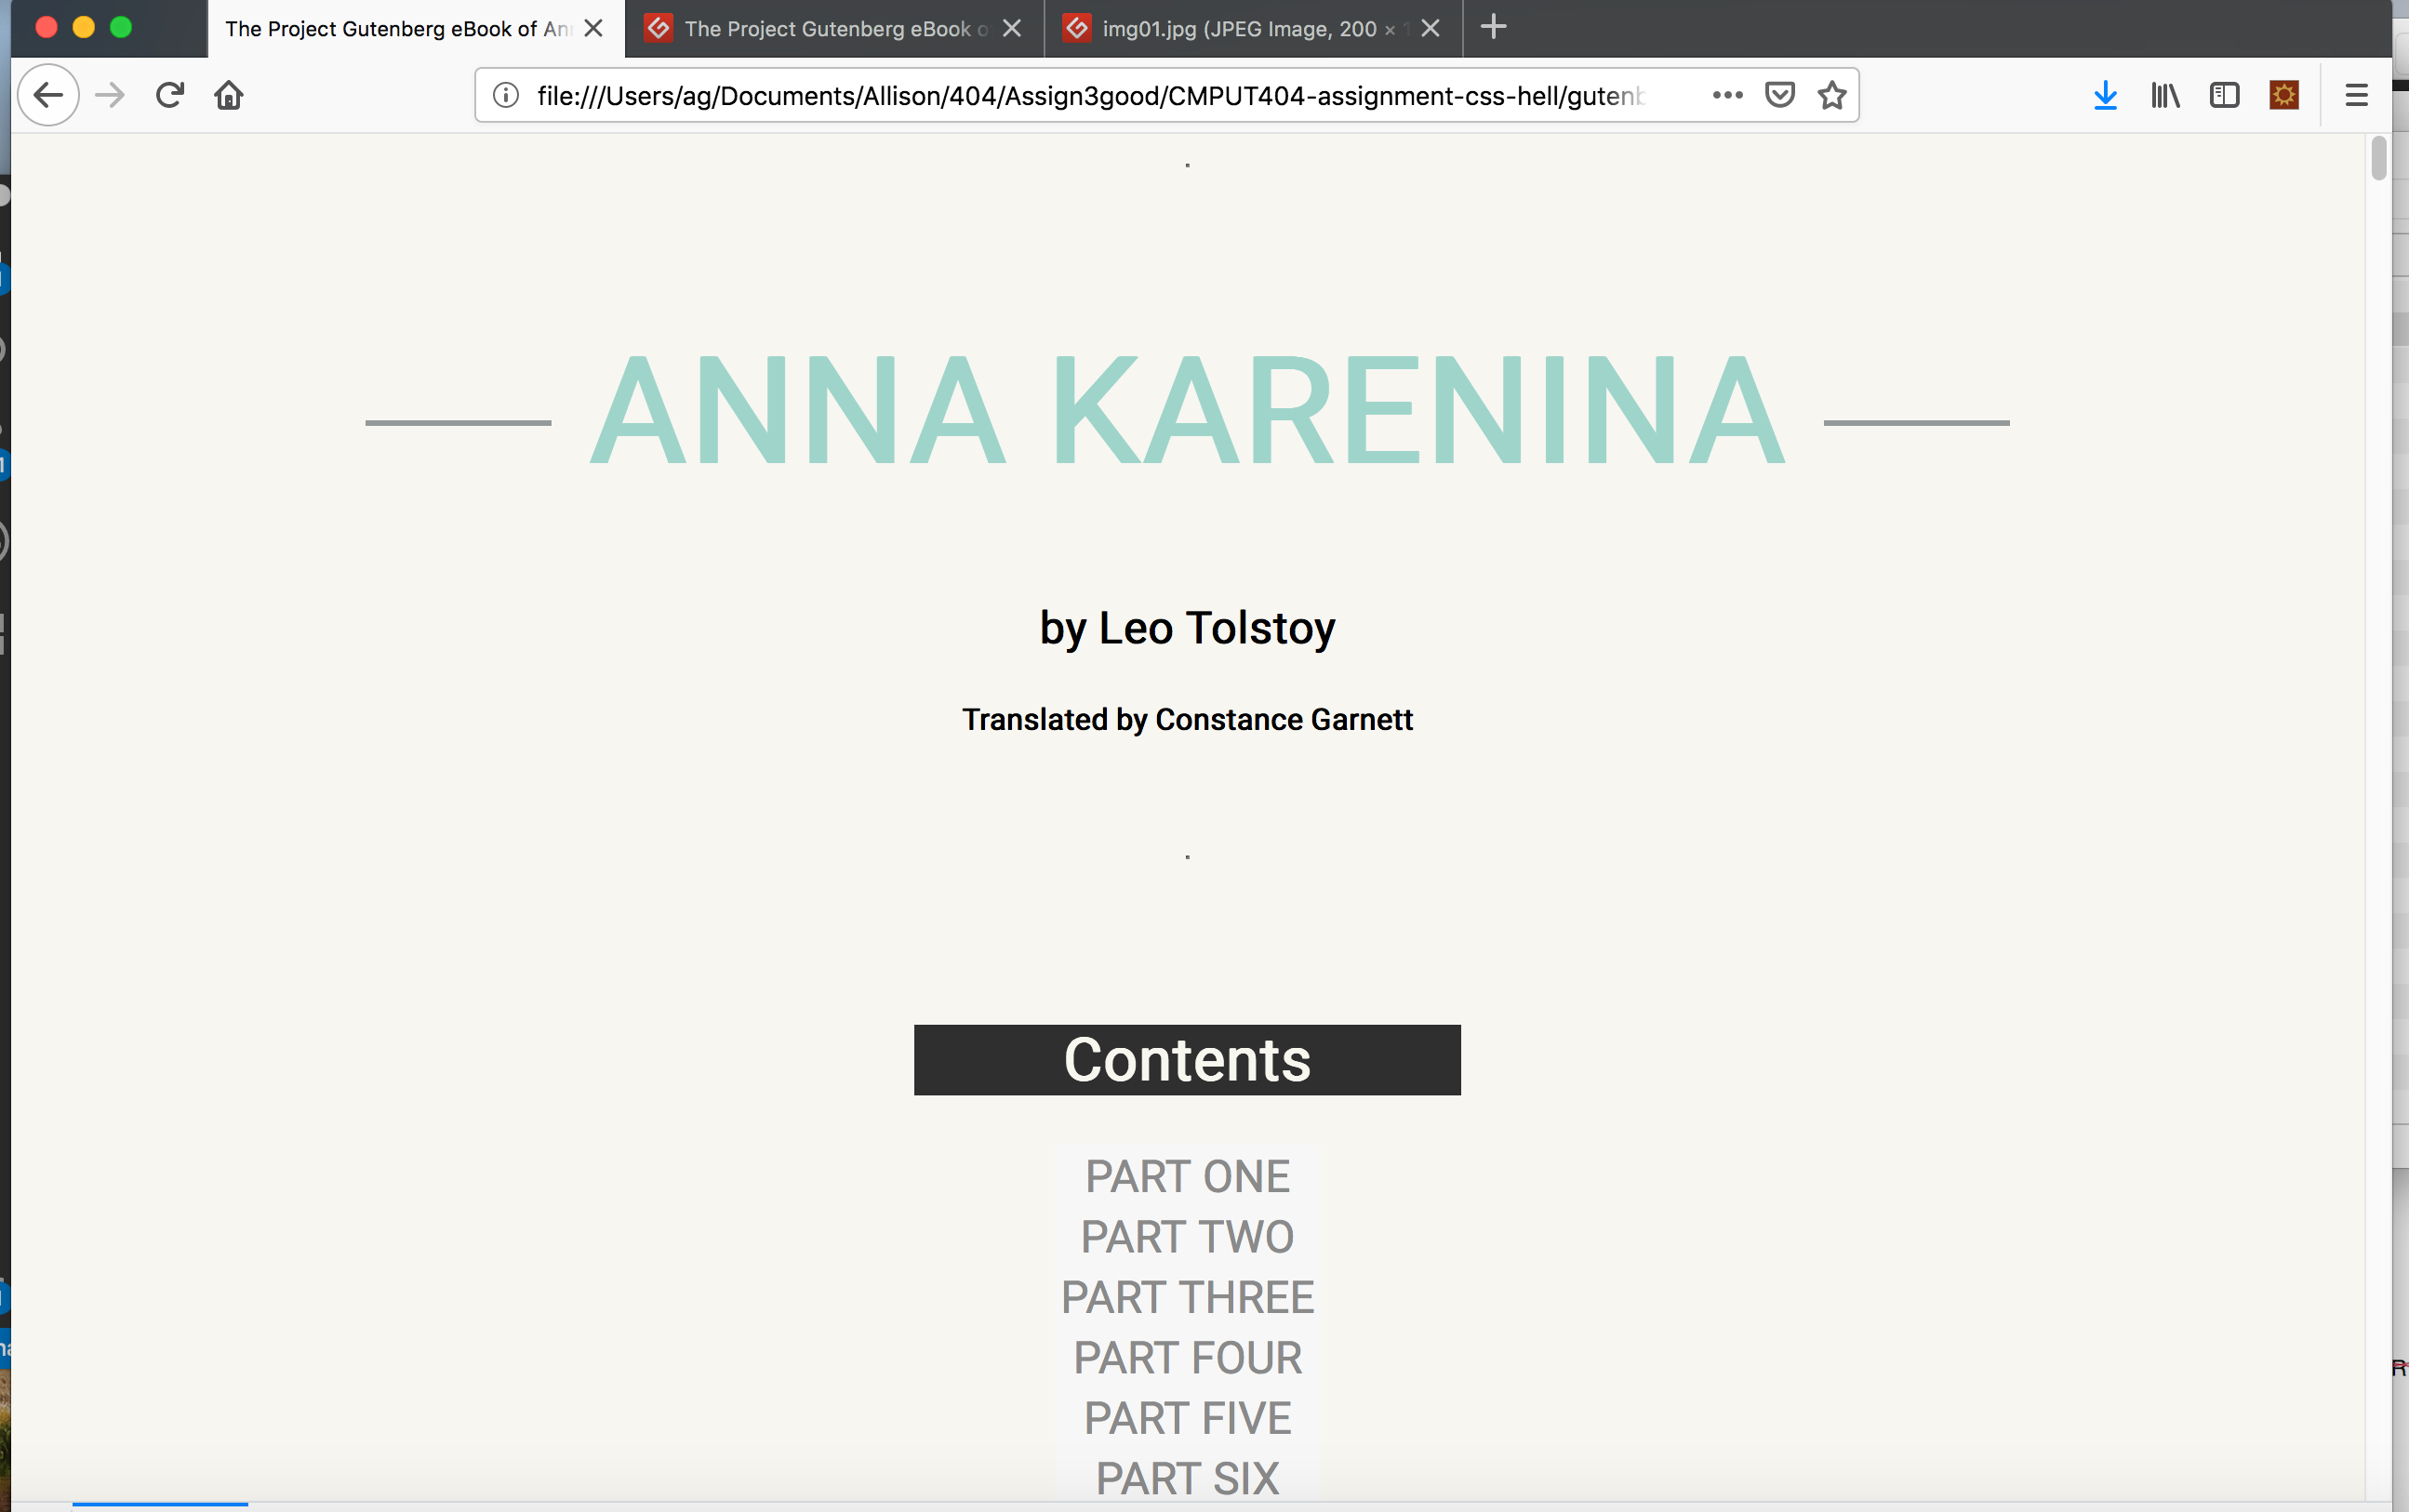 The Project Gutenberg eBook of An
The Project Gutenberg eBook o
img01.jpg (JPEG Image, 200 × 1
file:///Users/ag/Documents/Allison/404/Assign3good/CMPUT404-assignment-css-hell/gutenb
ANNA KARENINA
by Leo Tolstoy
Translated by Constance Garnett
Contents
PART ONE
PART TWO
PART THREE
PART FOUR
PART FIVE
PART SIX